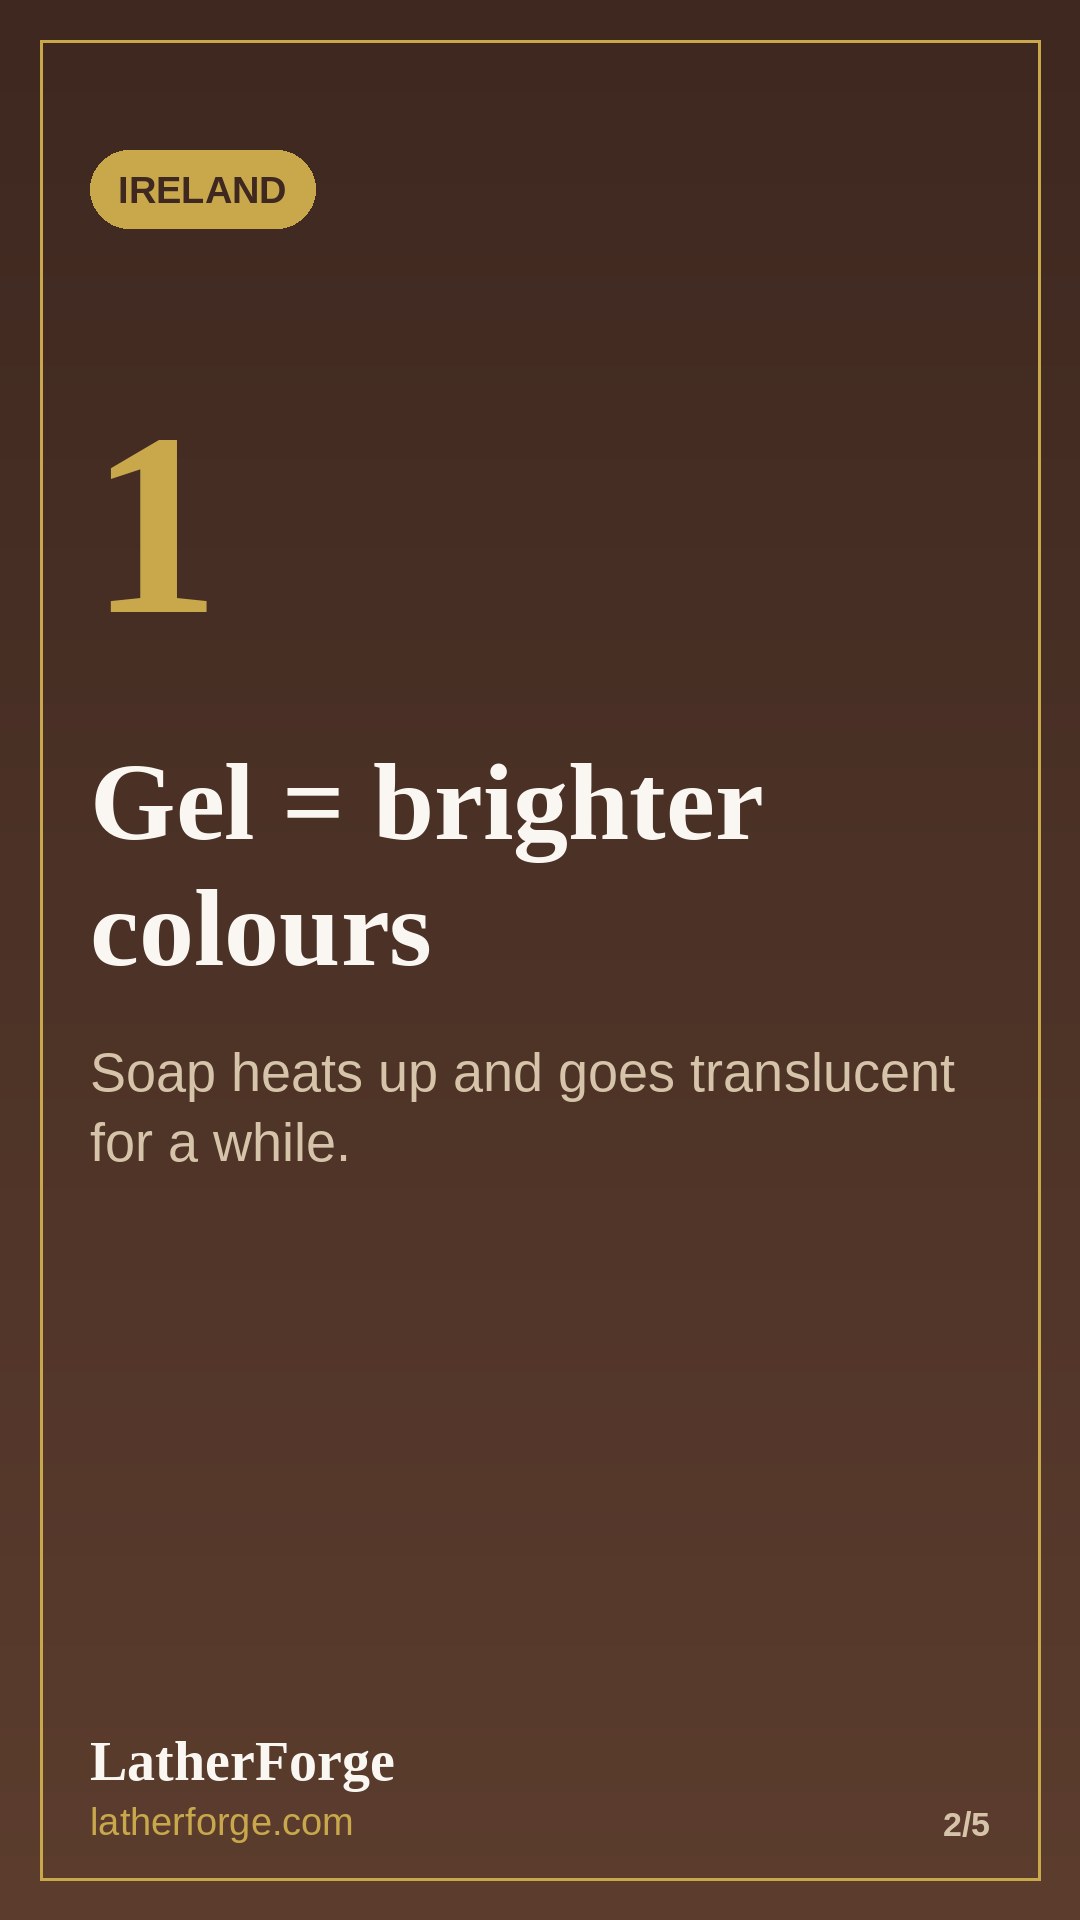 IRELAND
1
Gel = brighter
colours
Soap heats up and goes translucent
for a while.
LatherForge
latherforge.com
2/5